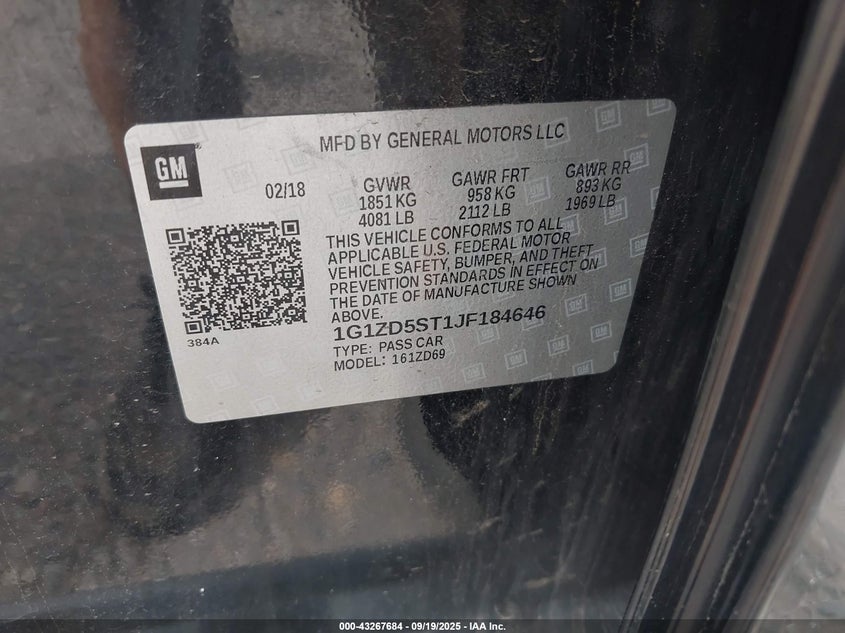 MFD BY GENERAL MOTORS LLC
GM
02/18
GVWR
1851 KG
4081 LB
GAWR FRT
958 KG
2112 LB
GAWR RR
893 KG
1969 LB
THIS VEHICLE CONFORMS TO ALL
APPLICABLE U.S. FEDERAL MOTOR
VEHICLE SAFETY, BUMPER, AND THEFT
PREVENTION STANDARDS IN EFFECT ON
THE DATE OF MANUFACTURE SHOWN
ABOVE.
384A
1G1ZD5ST1JF184646
TYPE: PASS CAR
MODEL: 161ZD69
000-43267684 - 09/19/2025 - IAA Inc.